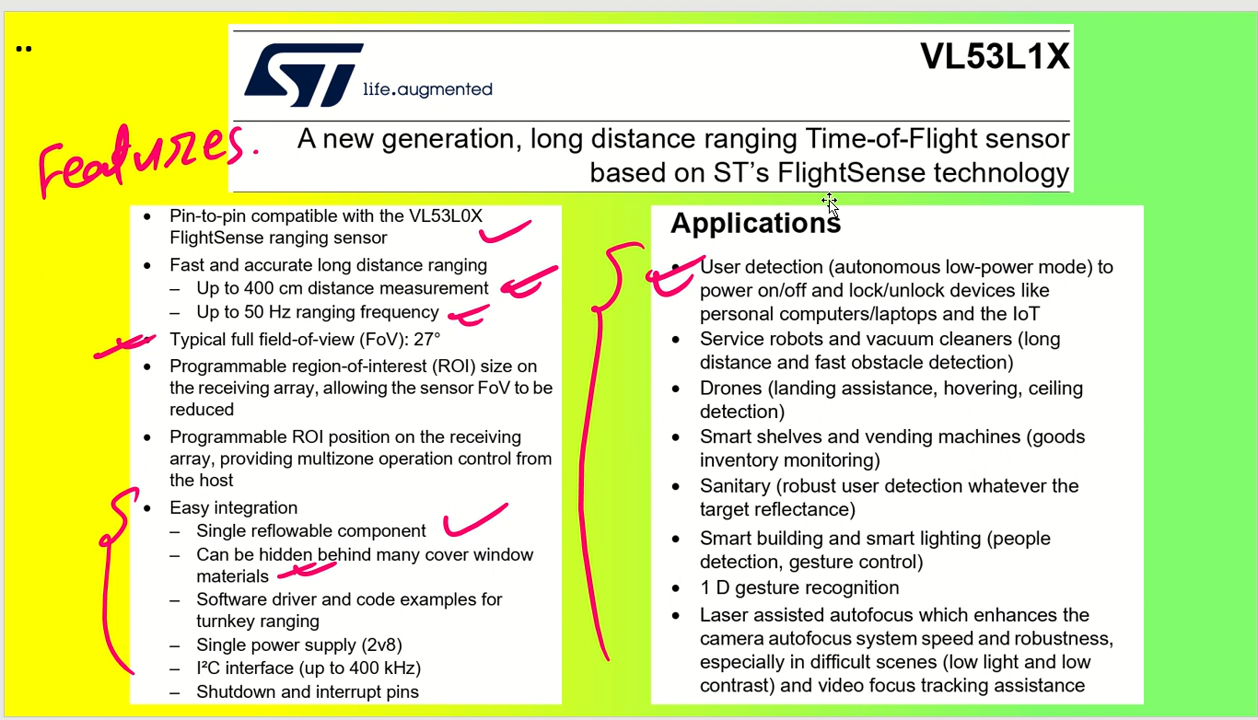 ST life.augmented
VL53L1X
Features.
A new generation, long distance ranging Time-of-Flight sensor
based on ST’s FlightSense technology
• Pin-to-pin compatible with the VL53L0X
FlightSense ranging sensor
• Fast and accurate long distance ranging
– Up to 400 cm distance measurement
– Up to 50 Hz ranging frequency
• Typical full field-of-view (FoV): 27°
• Programmable region-of-interest (ROI) size on
the receiving array, allowing the sensor FoV to be
reduced
• Programmable ROI position on the receiving
array, providing multizone operation control from
the host
• Easy integration
– Single reflowable component
– Can be hidden behind many cover window
materials
– Software driver and code examples for
turnkey ranging
– Single power supply (2v8)
– I²C interface (up to 400 kHz)
– Shutdown and interrupt pins
Applications
• User detection (autonomous low-power mode) to
power on/off and lock/unlock devices like
personal computers/laptops and the IoT
• Service robots and vacuum cleaners (long
distance and fast obstacle detection)
• Drones (landing assistance, hovering, ceiling
detection)
• Smart shelves and vending machines (goods
inventory monitoring)
• Sanitary (robust user detection whatever the
target reflectance)
• Smart building and smart lighting (people
detection, gesture control)
• 1 D gesture recognition
• Laser assisted autofocus which enhances the
camera autofocus system speed and robustness,
especially in difficult scenes (low light and low
contrast) and video focus tracking assistance